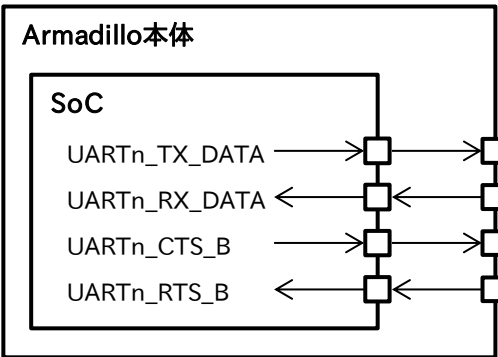 Armadillo本体
SoC
UARTn_TX_DATA
UARTn_RX_DATA
UARTn_CTS_B
UARTn_RTS_B